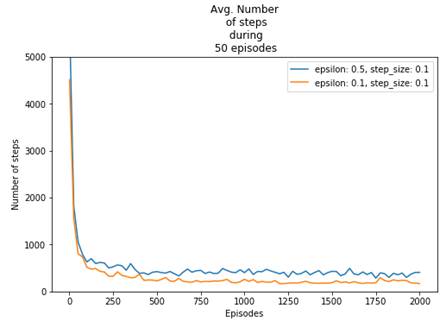 Avg. Number
of steps
during
50 episodes
epsilon: 0.5, step_size: 0.1
epsilon: 0.1, step_size: 0.1
Number of steps
5000
4000
3000
2000
1000
0
0 250 500 750 1000 1250 1500 1750 2000
Episodes